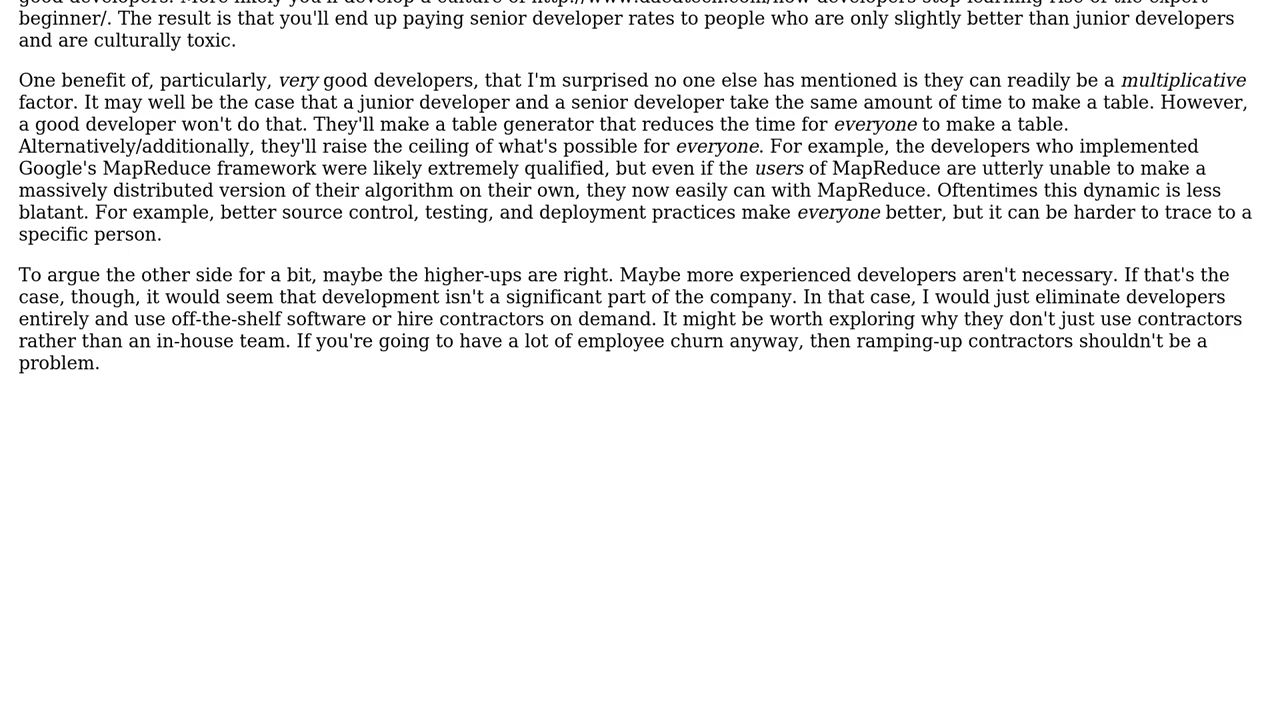 beginner/. The result is that you'll end up paying senior developer rates to people who are only slightly better than junior developers
and are culturally toxic.
One benefit of, particularly, very good developers, that I'm surprised no one else has mentioned is they can readily be a multiplicative
factor. It may well be the case that a junior developer and a senior developer take the same amount of time to make a table. However,
a good developer won't do that. They'll make a table generator that reduces the time for everyone to make a table.
Alternatively/additionally, they'll raise the ceiling of what's possible for everyone. For example, the developers who implemented
Google's MapReduce framework were likely extremely qualified, but even if the users of MapReduce are utterly unable to make a
massively distributed version of their algorithm on their own, they now easily can with MapReduce. Oftentimes this dynamic is less
blatant. For example, better source control, testing, and deployment practices make everyone better, but it can be harder to trace to a
specific person.
To argue the other side for a bit, maybe the higher-ups are right. Maybe more experienced developers aren't necessary. If that's the
case, though, it would seem that development isn't a significant part of the company. In that case, I would just eliminate developers
entirely and use off-the-shelf software or hire contractors on demand. It might be worth exploring why they don't just use contractors
rather than an in-house team. If you're going to have a lot of employee churn anyway, then ramping-up contractors shouldn't be a
problem.